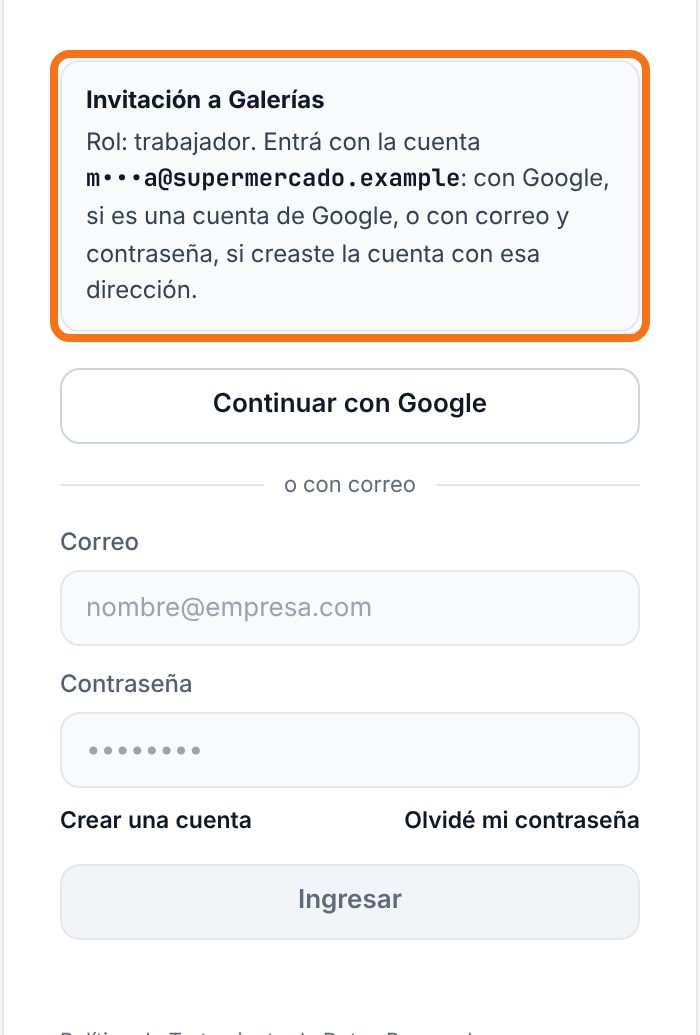 Invitación a Galerías
Rol: trabajador. Entrá con la cuenta
m•••a@supermercado.example: con Google,
si es una cuenta de Google, o con correo y
contraseña, si creaste la cuenta con esa
dirección.
Continuar con Google
o con correo
Correo
nombre@empresa.com
Contraseña
••••••••
Crear una cuenta
Olvidé mi contraseña
Ingresar